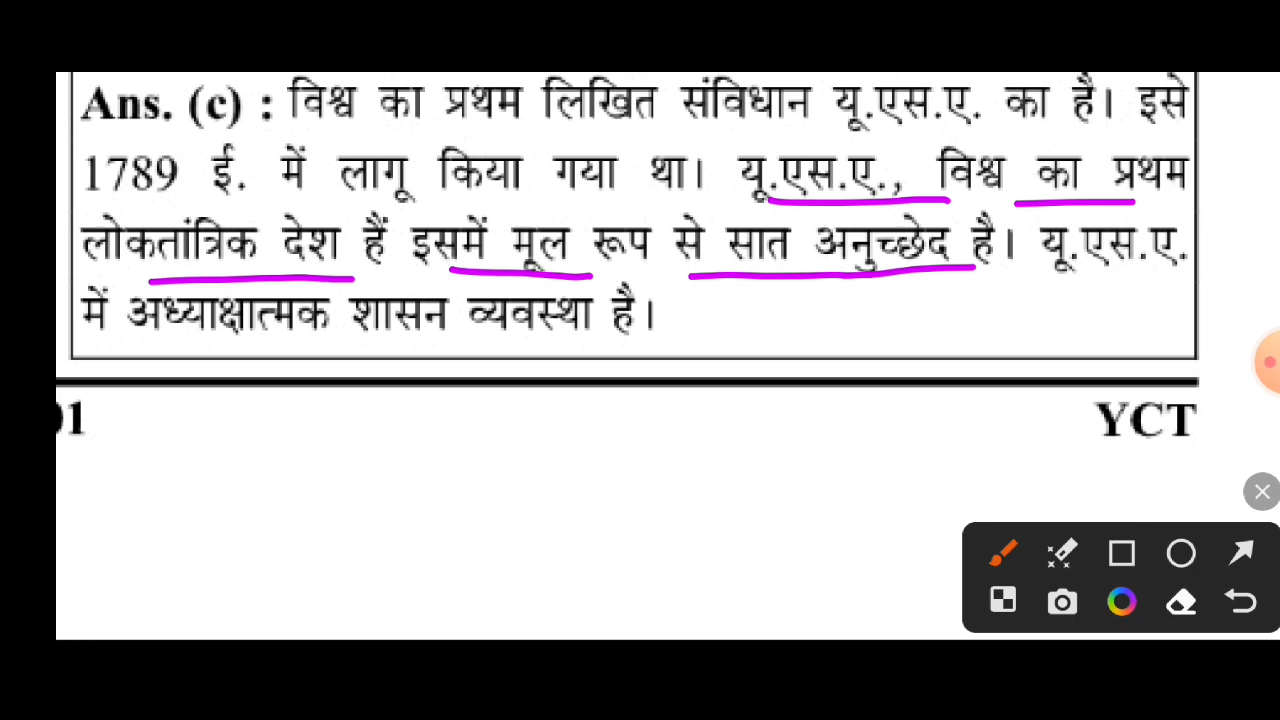 Ans. (c) : विश्व का प्रथम लिखित संविधान यू.एस.ए. का है। इसे
1789 ई. में लागू किया गया था। यू.एस.ए., विश्व का प्रथम
लोकतांत्रिक देश हैं इसमें मूल रूप से सात अनुच्छेद है। यू.एस.ए.
में अध्याक्षात्मक शासन व्यवस्था है।
01 YCT